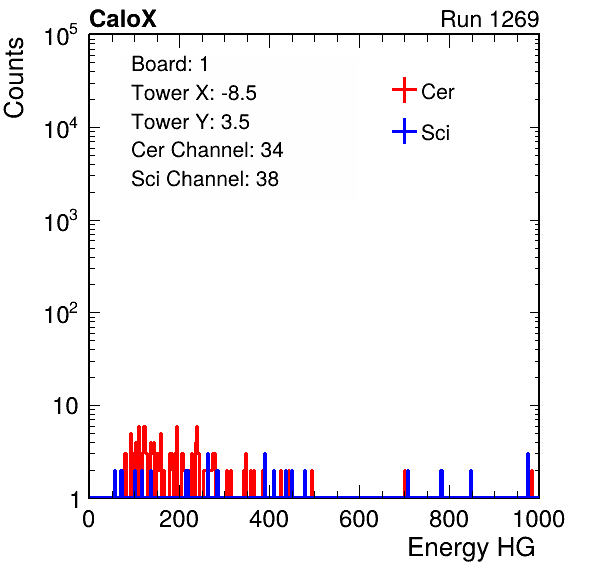 CaloX Run 1269
Counts
10^5
10^4
10^3
10^2
10
1
Board: 1
Tower X: -8.5
Tower Y: 3.5
Cer Channel: 34
Sci Channel: 38
Cer
Sci
0 200 400 600 800 1000
Energy HG